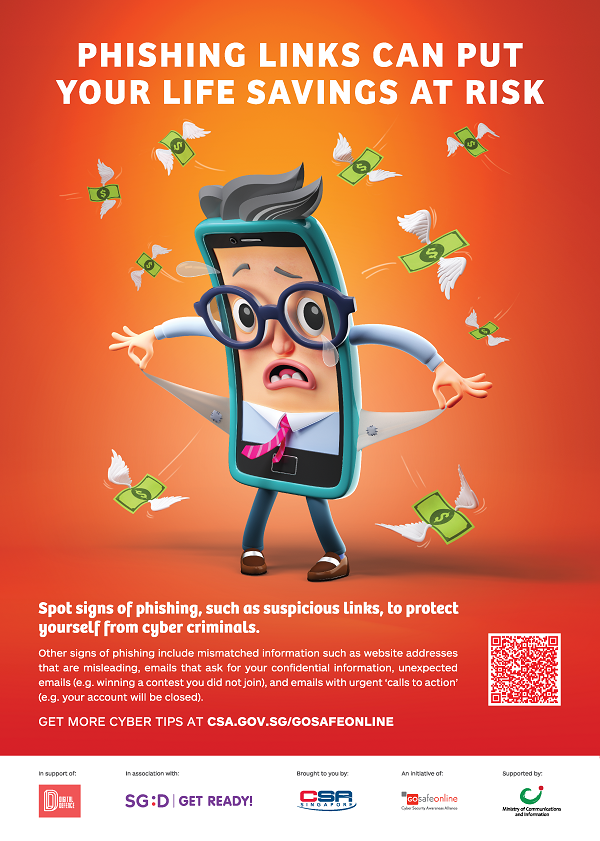 PHISHING LINKS CAN PUT
YOUR LIFE SAVINGS AT RISK
Spot signs of phishing, such as suspicious links, to protect
yourself from cyber criminals.
Other signs of phishing include mismatched information such as website addresses
that are misleading, emails that ask for your confidential information, unexpected
emails (e.g. winning a contest you did not join), and emails with urgent ‘calls to action’
(e.g. your account will be closed).
GET MORE CYBER TIPS AT CSA.GOV.SG/GOSAFEONLINE
In support of:
In association with:
Brought to you by:
An initiative of:
Supported by:
DIGITAL
DEFENCE
SG:D | GET READY!
CSA
SINGAPORE
GOsafeonline
Cyber Security Awareness Alliance
Ministry of Communications
and Information